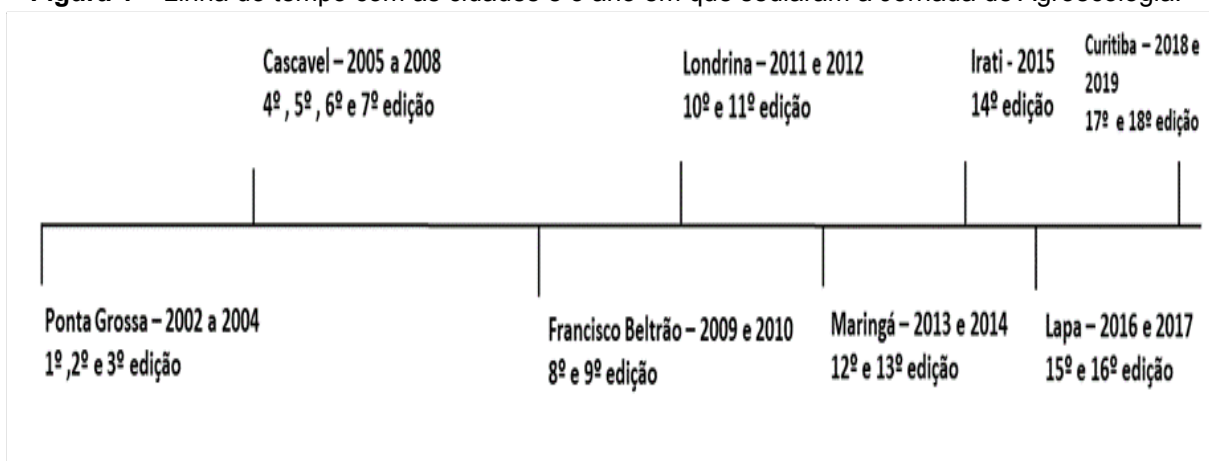 Figura 1 – Linha do tempo com as cidades e o ano em que sediaram a Jornada de Agroecologia.
Cascavel – 2005 a 2008
4º , 5º , 6º e 7º edição
Londrina – 2011 e 2012
10º e 11º edição
Irati - 2015
14º edição
Curitiba – 2018 e
2019
17º e 18º edição
Ponta Grossa – 2002 a 2004
1º ,2º e 3º edição
Francisco Beltrão – 2009 e 2010
8º e 9º edição
Maringá – 2013 e 2014
12º e 13º edição
Lapa – 2016 e 2017
15º e 16º edição